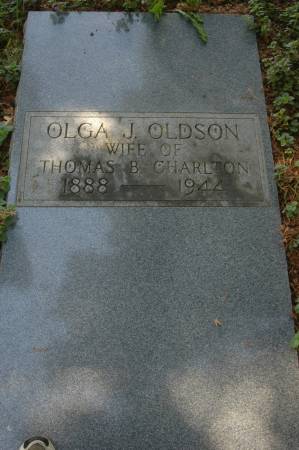 OLGA J. OLDSON
WIFE OF
THOMAS B. CHARLTON
1888 — 1944